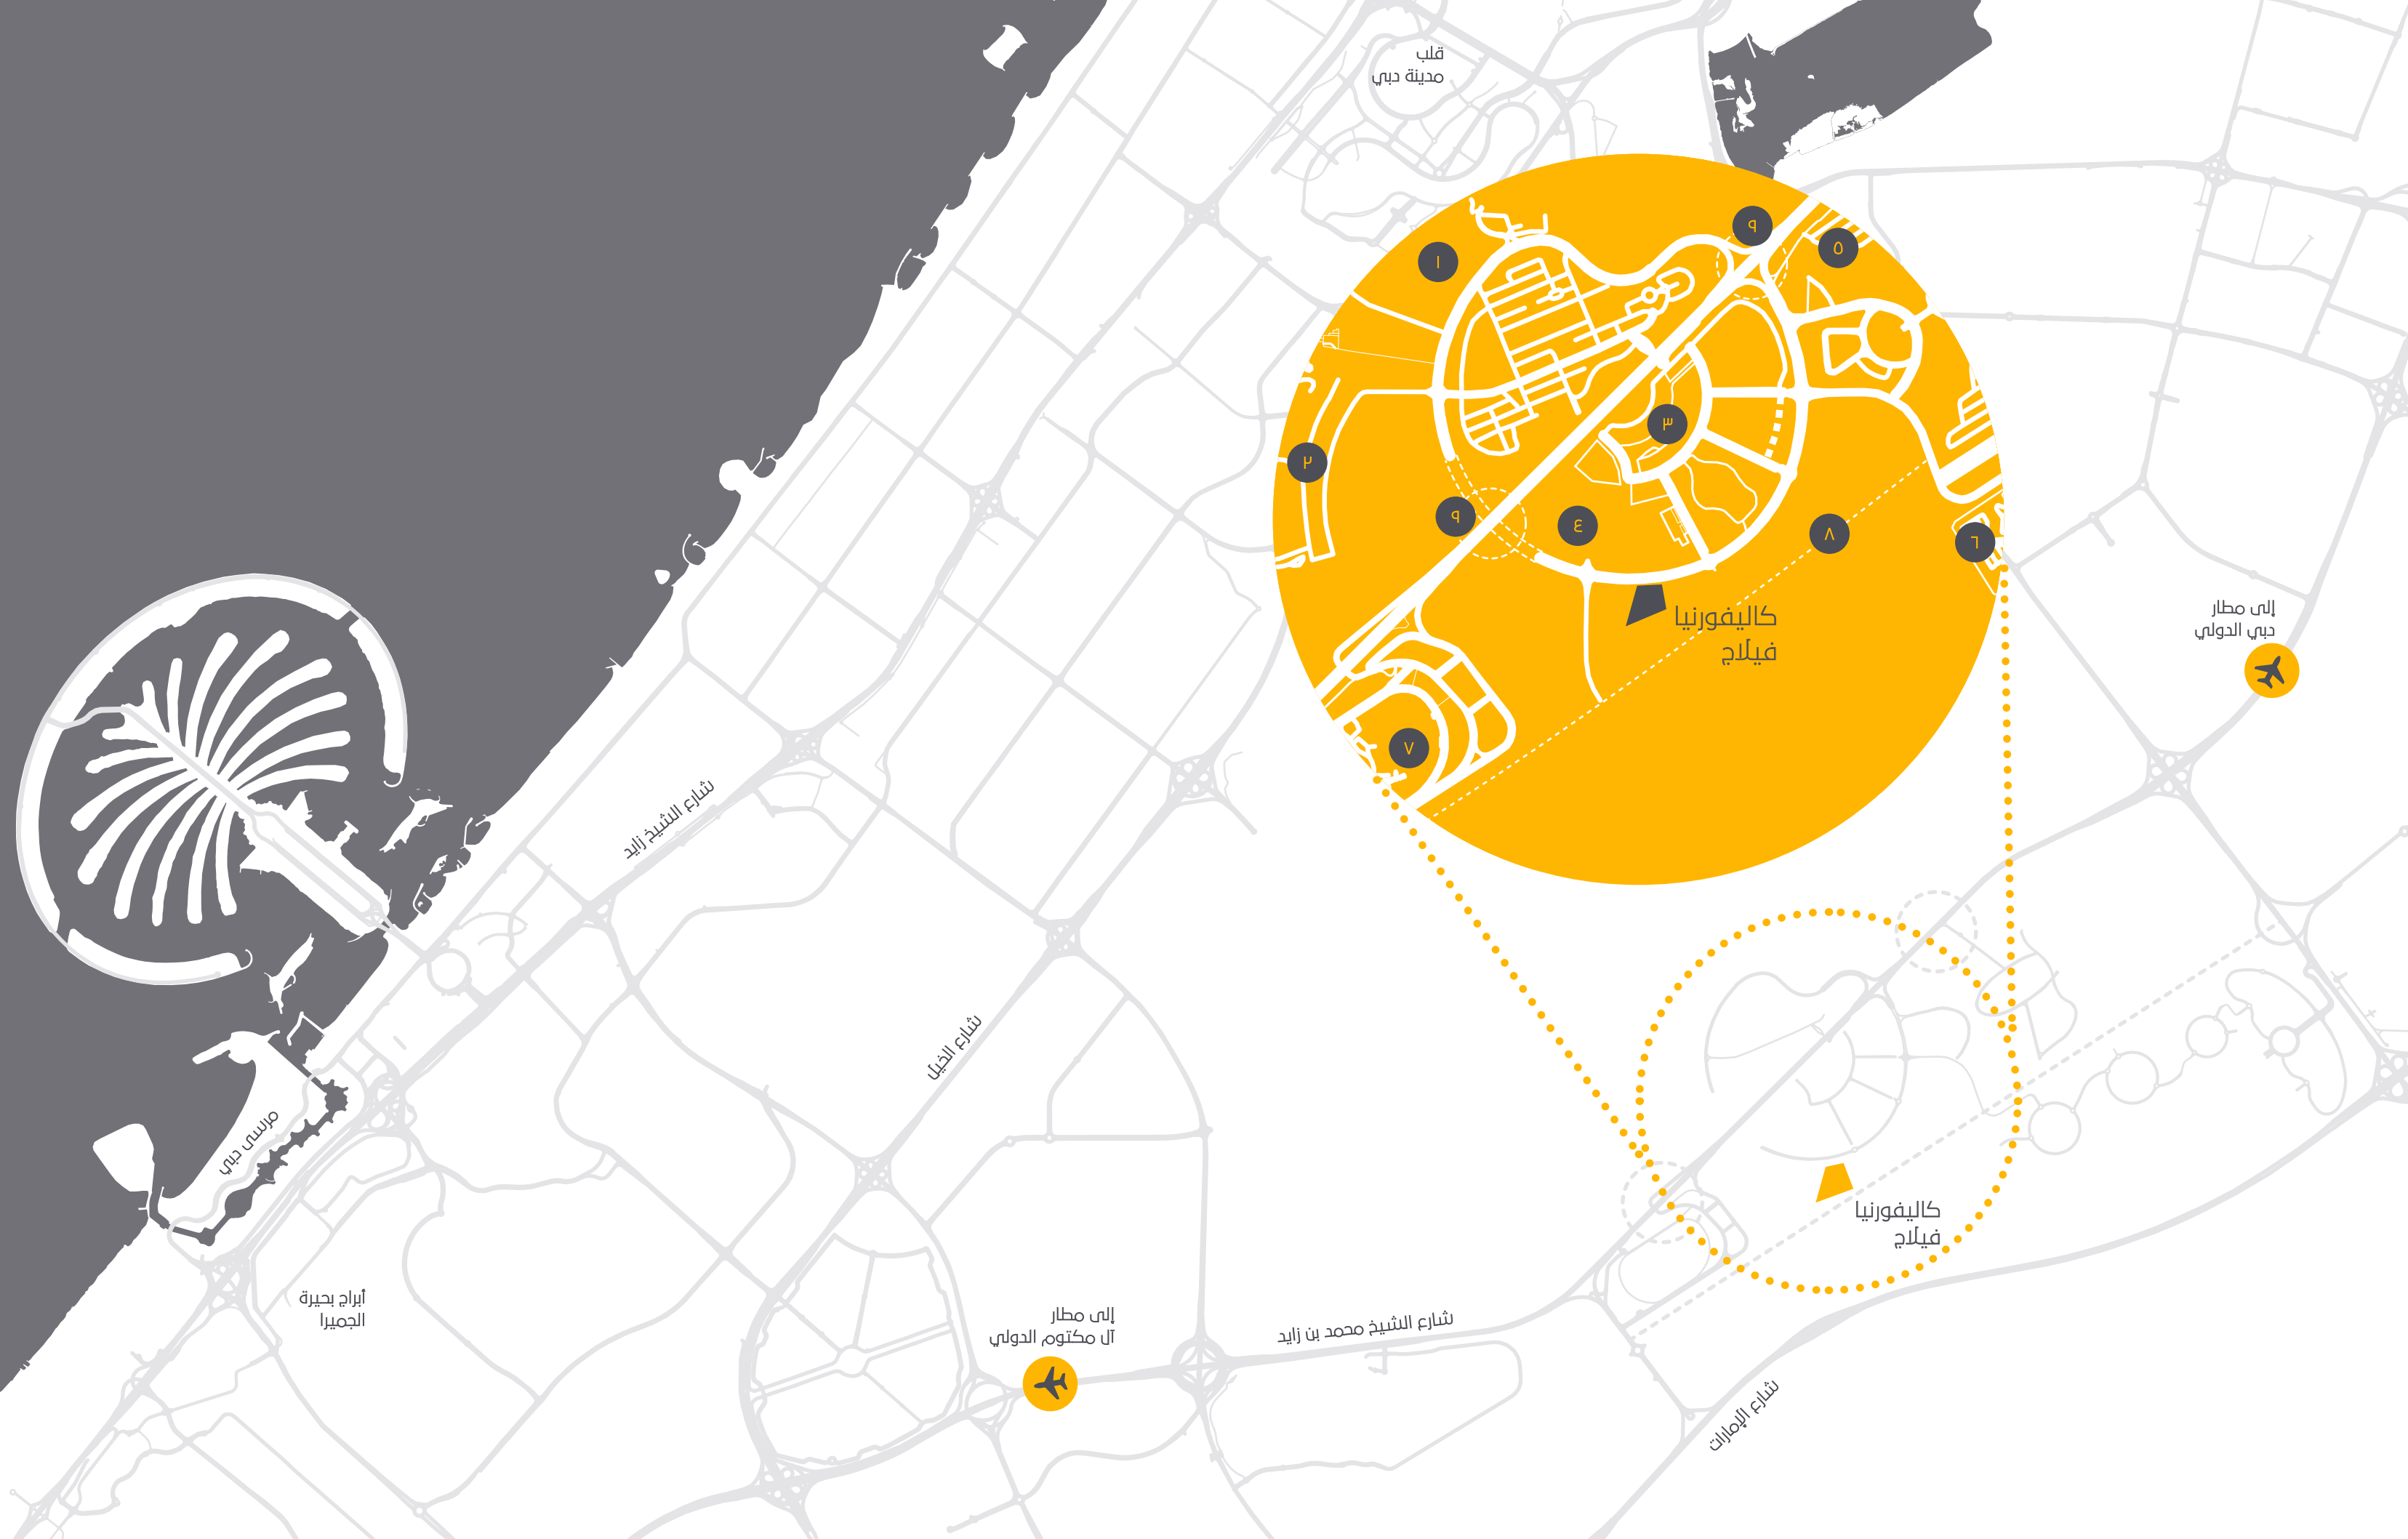 قلب
مدينة دبي
١
٩
٥
٢
٣
٩
٤
٨
٦
كاليفورنيا
فيلاج
٧
إلى مطار
دبي الدولي
شارع الشيخ زايد
شارع الخيل
مرسى دبي
كاليفورنيا
فيلاج
أبراج بحيرة
الجميرا
إلى مطار
آل مكتوم الدولي
شارع الشيخ محمد بن زايد
شارع الإمارات